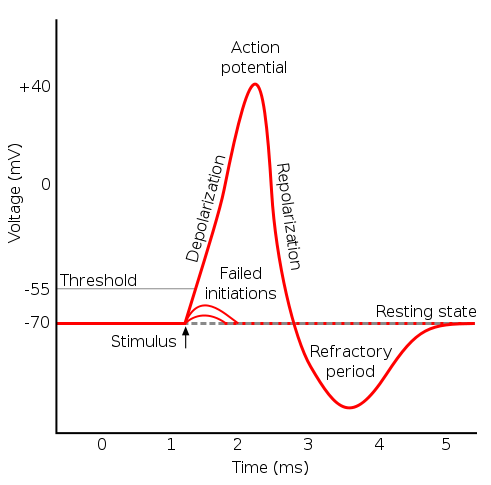 Action
potential
+40
Voltage (mV)
0
Depolarization
Repolarization
Threshold
Failed
initiations
-55
-70
Resting state
Stimulus
Refractory
period
0 1 2 3 4 5
Time (ms)